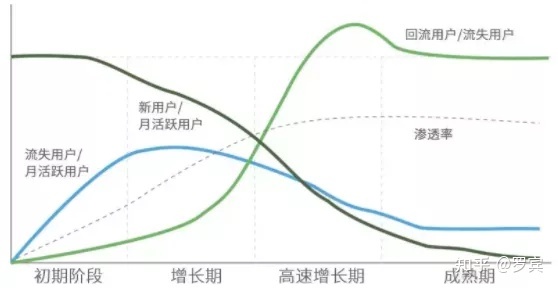 回流用户/流失用户
新用户/
月活跃用户
渗透率
流失用户/
月活跃用户
初期阶段
增长期
高速增长期
成熟期
知乎 @罗宾